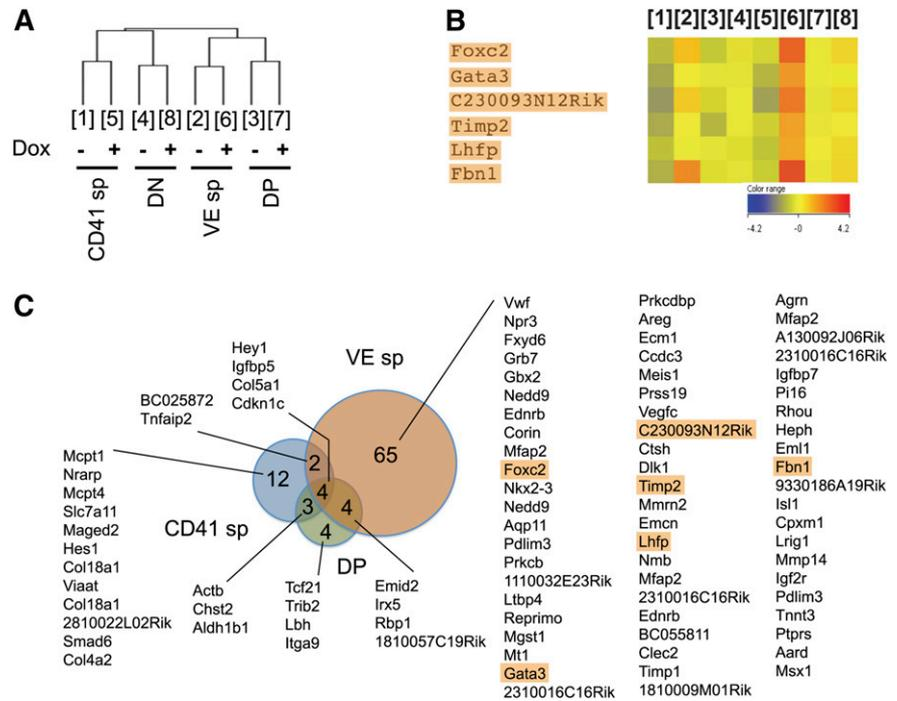 A
[1] [5] [4] [8] [2] [6] [3] [7]
Dox - + - + - + - +
CD41 sp
DN
VE sp
DP
B
[1][2][3][4][5][6][7][8]
Foxc2
Gata3
C230093N12Rik
Timp2
Lhfp
Fbn1
Color range
-4.2 -0 4.2
C
VE sp
CD41 sp
DP
65
12
2
4
3
4
4
Hey1
Igfbp5
Col5a1
Cdkn1c
BC025872
Tnfaip2
Mcpt1
Nrarp
Mcpt4
Slc7a11
Maged2
Hes1
Col18a1
Viaat
Col18a1
2810022L02Rik
Smad6
Col4a2
Actb
Chst2
Aldh1b1
Tcf21
Trib2
Lbh
Itga9
Emid2
Irx5
Rbp1
1810057C19Rik
Vwf
Npr3
Fxyd6
Grb7
Gbx2
Nedd9
Ednrb
Corin
Mfap2
Foxc2
Nkx2-3
Nedd9
Aqp11
Pdlim3
Prkcb
1110032E23Rik
Ltbp4
Reprimo
Mgst1
Mt1
Gata3
2310016C16Rik
Prkcdbp
Areg
Ecm1
Ccdc3
Meis1
Prss19
Vegfc
C230093N12Rik
Ctsh
Dlk1
Timp2
Mmrn2
Emcn
Lhfp
Nmb
Mfap2
2310016C16Rik
Ednrb
BC055811
Clec2
Timp1
1810009M01Rik
Agrn
Mfap2
A130092J06Rik
2310016C16Rik
Igfbp7
Pi16
Rhou
Heph
Eml1
Fbn1
9330186A19Rik
Isl1
Cpxm1
Lrig1
Mmp14
Igf2r
Pdlim3
Tnnt3
Ptprs
Aard
Msx1